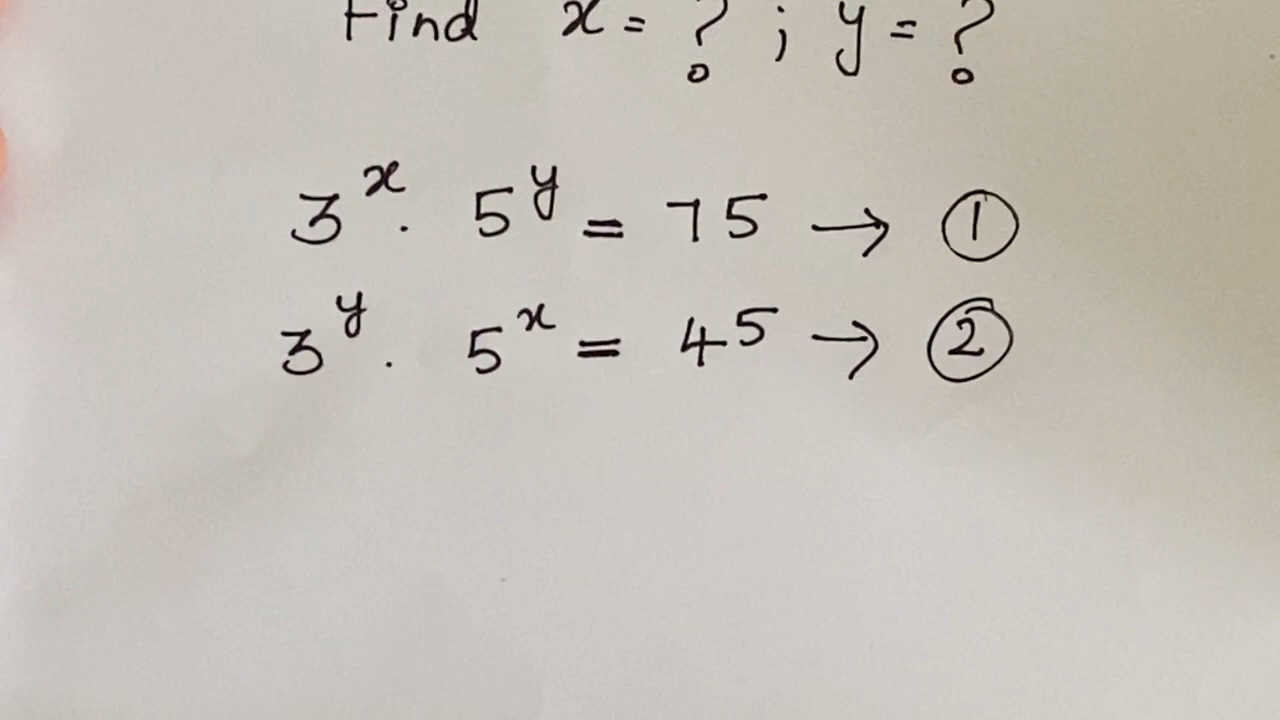 Find x = ? ; y = ?
3^x . 5^y = 75 → ①
3^y . 5^x = 45 → ②